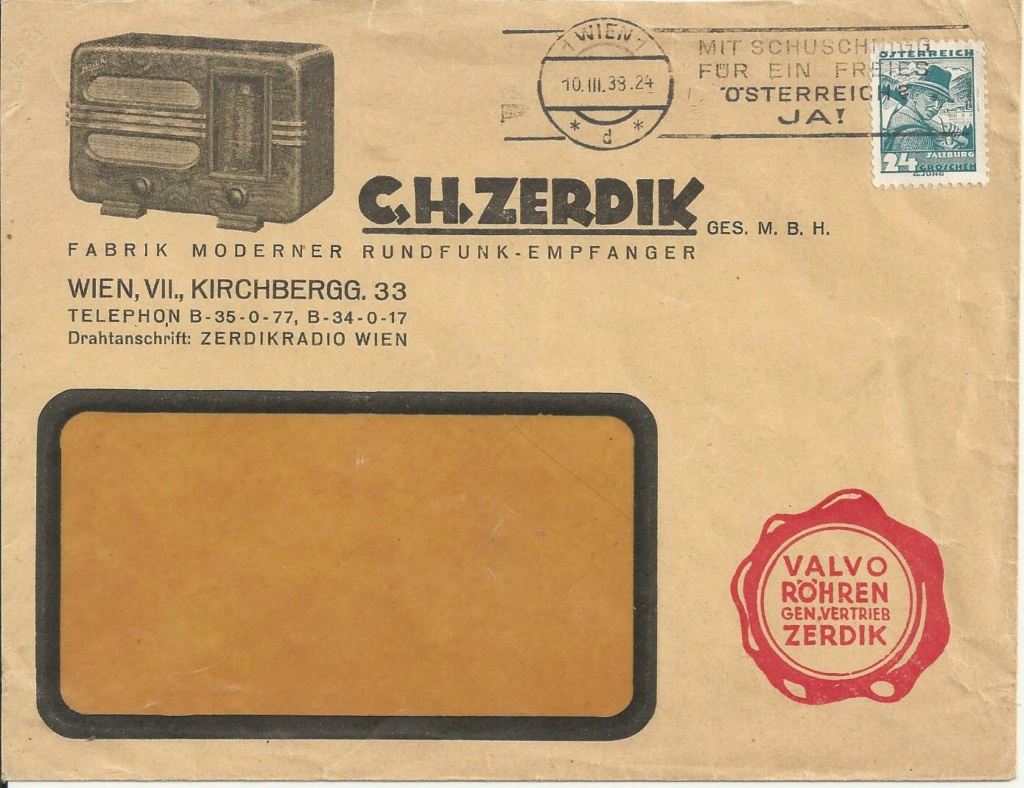 1 WIEN 1
10.III.38.24
* d *
MIT SCHUSCHNIGG
FÜR EIN FREIES
ÖSTERREICH
JA!
ÖSTERREICH
24
SALZBURG
GROSCHEN
C.H.ZERDIK GES. M. B. H.
FABRIK MODERNER RUNDFUNK-EMPFANGER
WIEN, VII., KIRCHBERGG. 33
TELEPHON B-35-0-77, B-34-0-17
Drahtanschrift: ZERDIKRADIO WIEN
VALVO
RÖHREN
GEN.VERTRIEB
ZERDIK